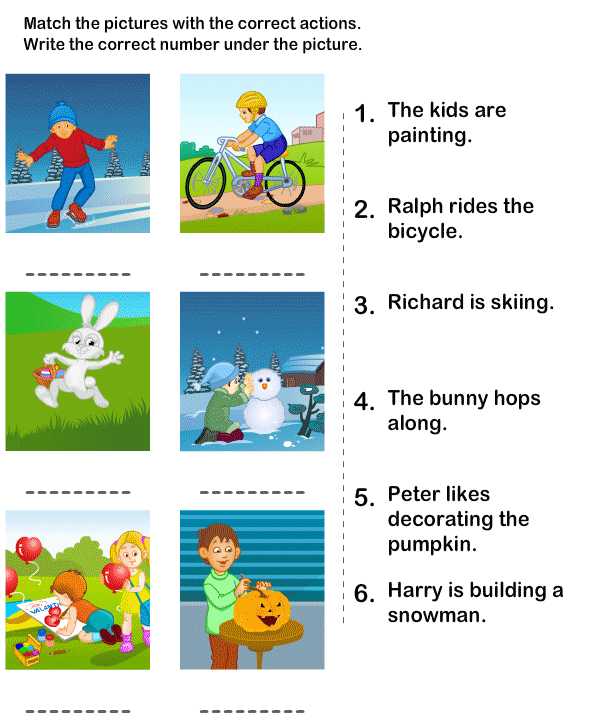 Match the pictures with the correct actions.
Write the correct number under the picture.
1. The kids are
painting.
2. Ralph rides the
bicycle.
3. Richard is skiing.
4. The bunny hops
along.
5. Peter likes
decorating the
pumpkin.
6. Harry is building a
snowman.